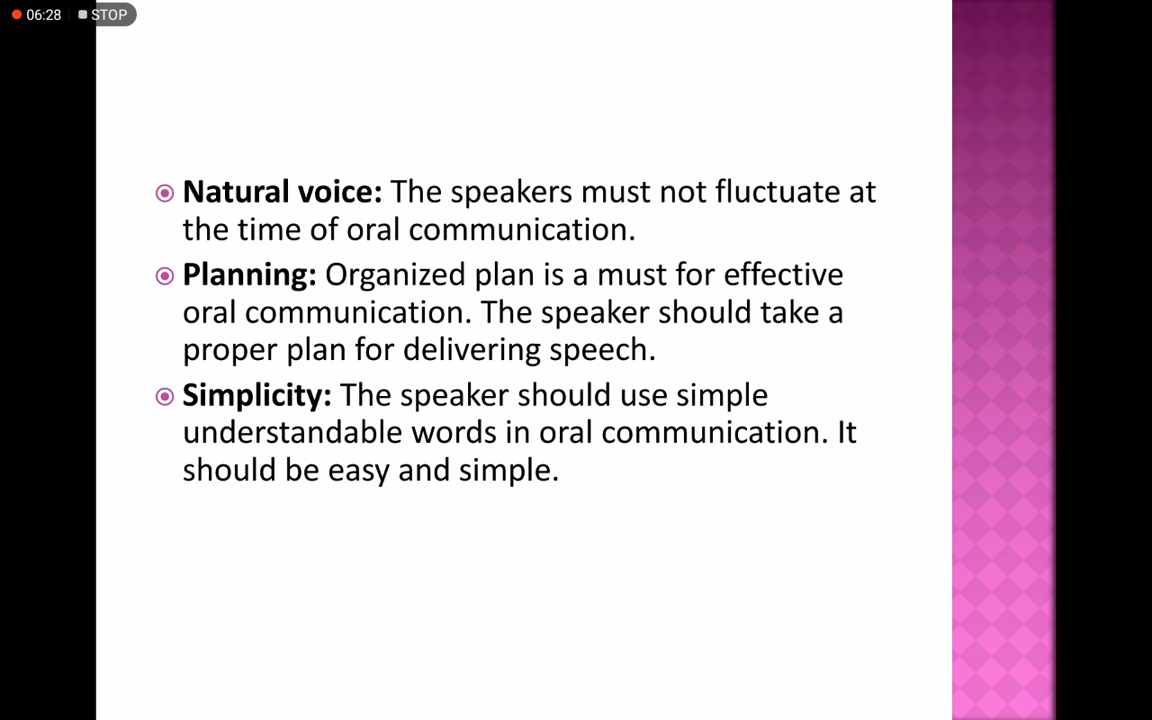 06:28 STOP
Natural voice: The speakers must not fluctuate at
the time of oral communication.
Planning: Organized plan is a must for effective
oral communication. The speaker should take a
proper plan for delivering speech.
Simplicity: The speaker should use simple
understandable words in oral communication. It
should be easy and simple.